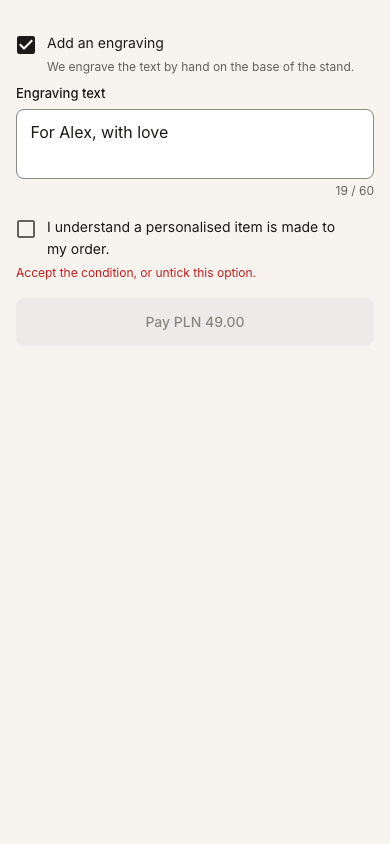 Add an engraving
We engrave the text by hand on the base of the stand.
Engraving text
For Alex, with love
19 / 60
I understand a personalised item is made to
my order.
Accept the condition, or untick this option.
Pay PLN 49.00